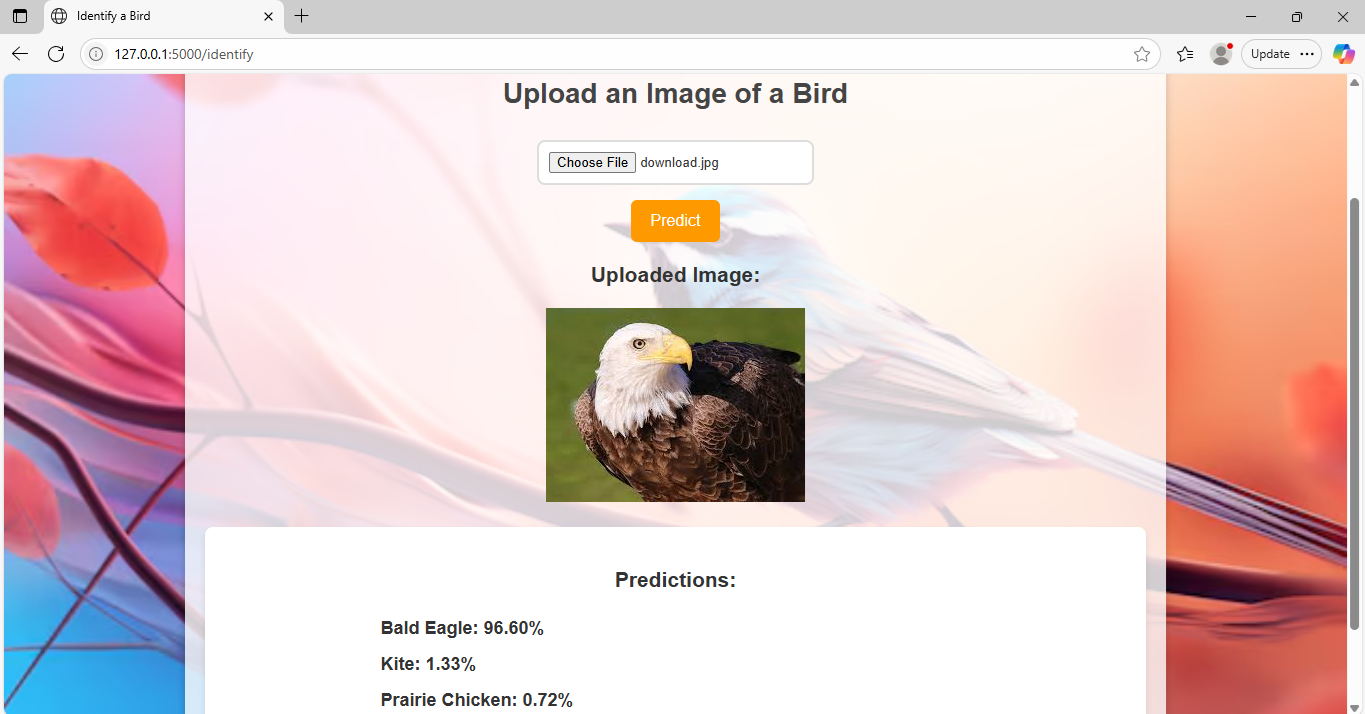 Identify a Bird
127.0.0.1:5000/identify
Update
Upload an Image of a Bird
Choose File download.jpg
Predict
Uploaded Image:
Predictions:
Bald Eagle: 96.60%
Kite: 1.33%
Prairie Chicken: 0.72%